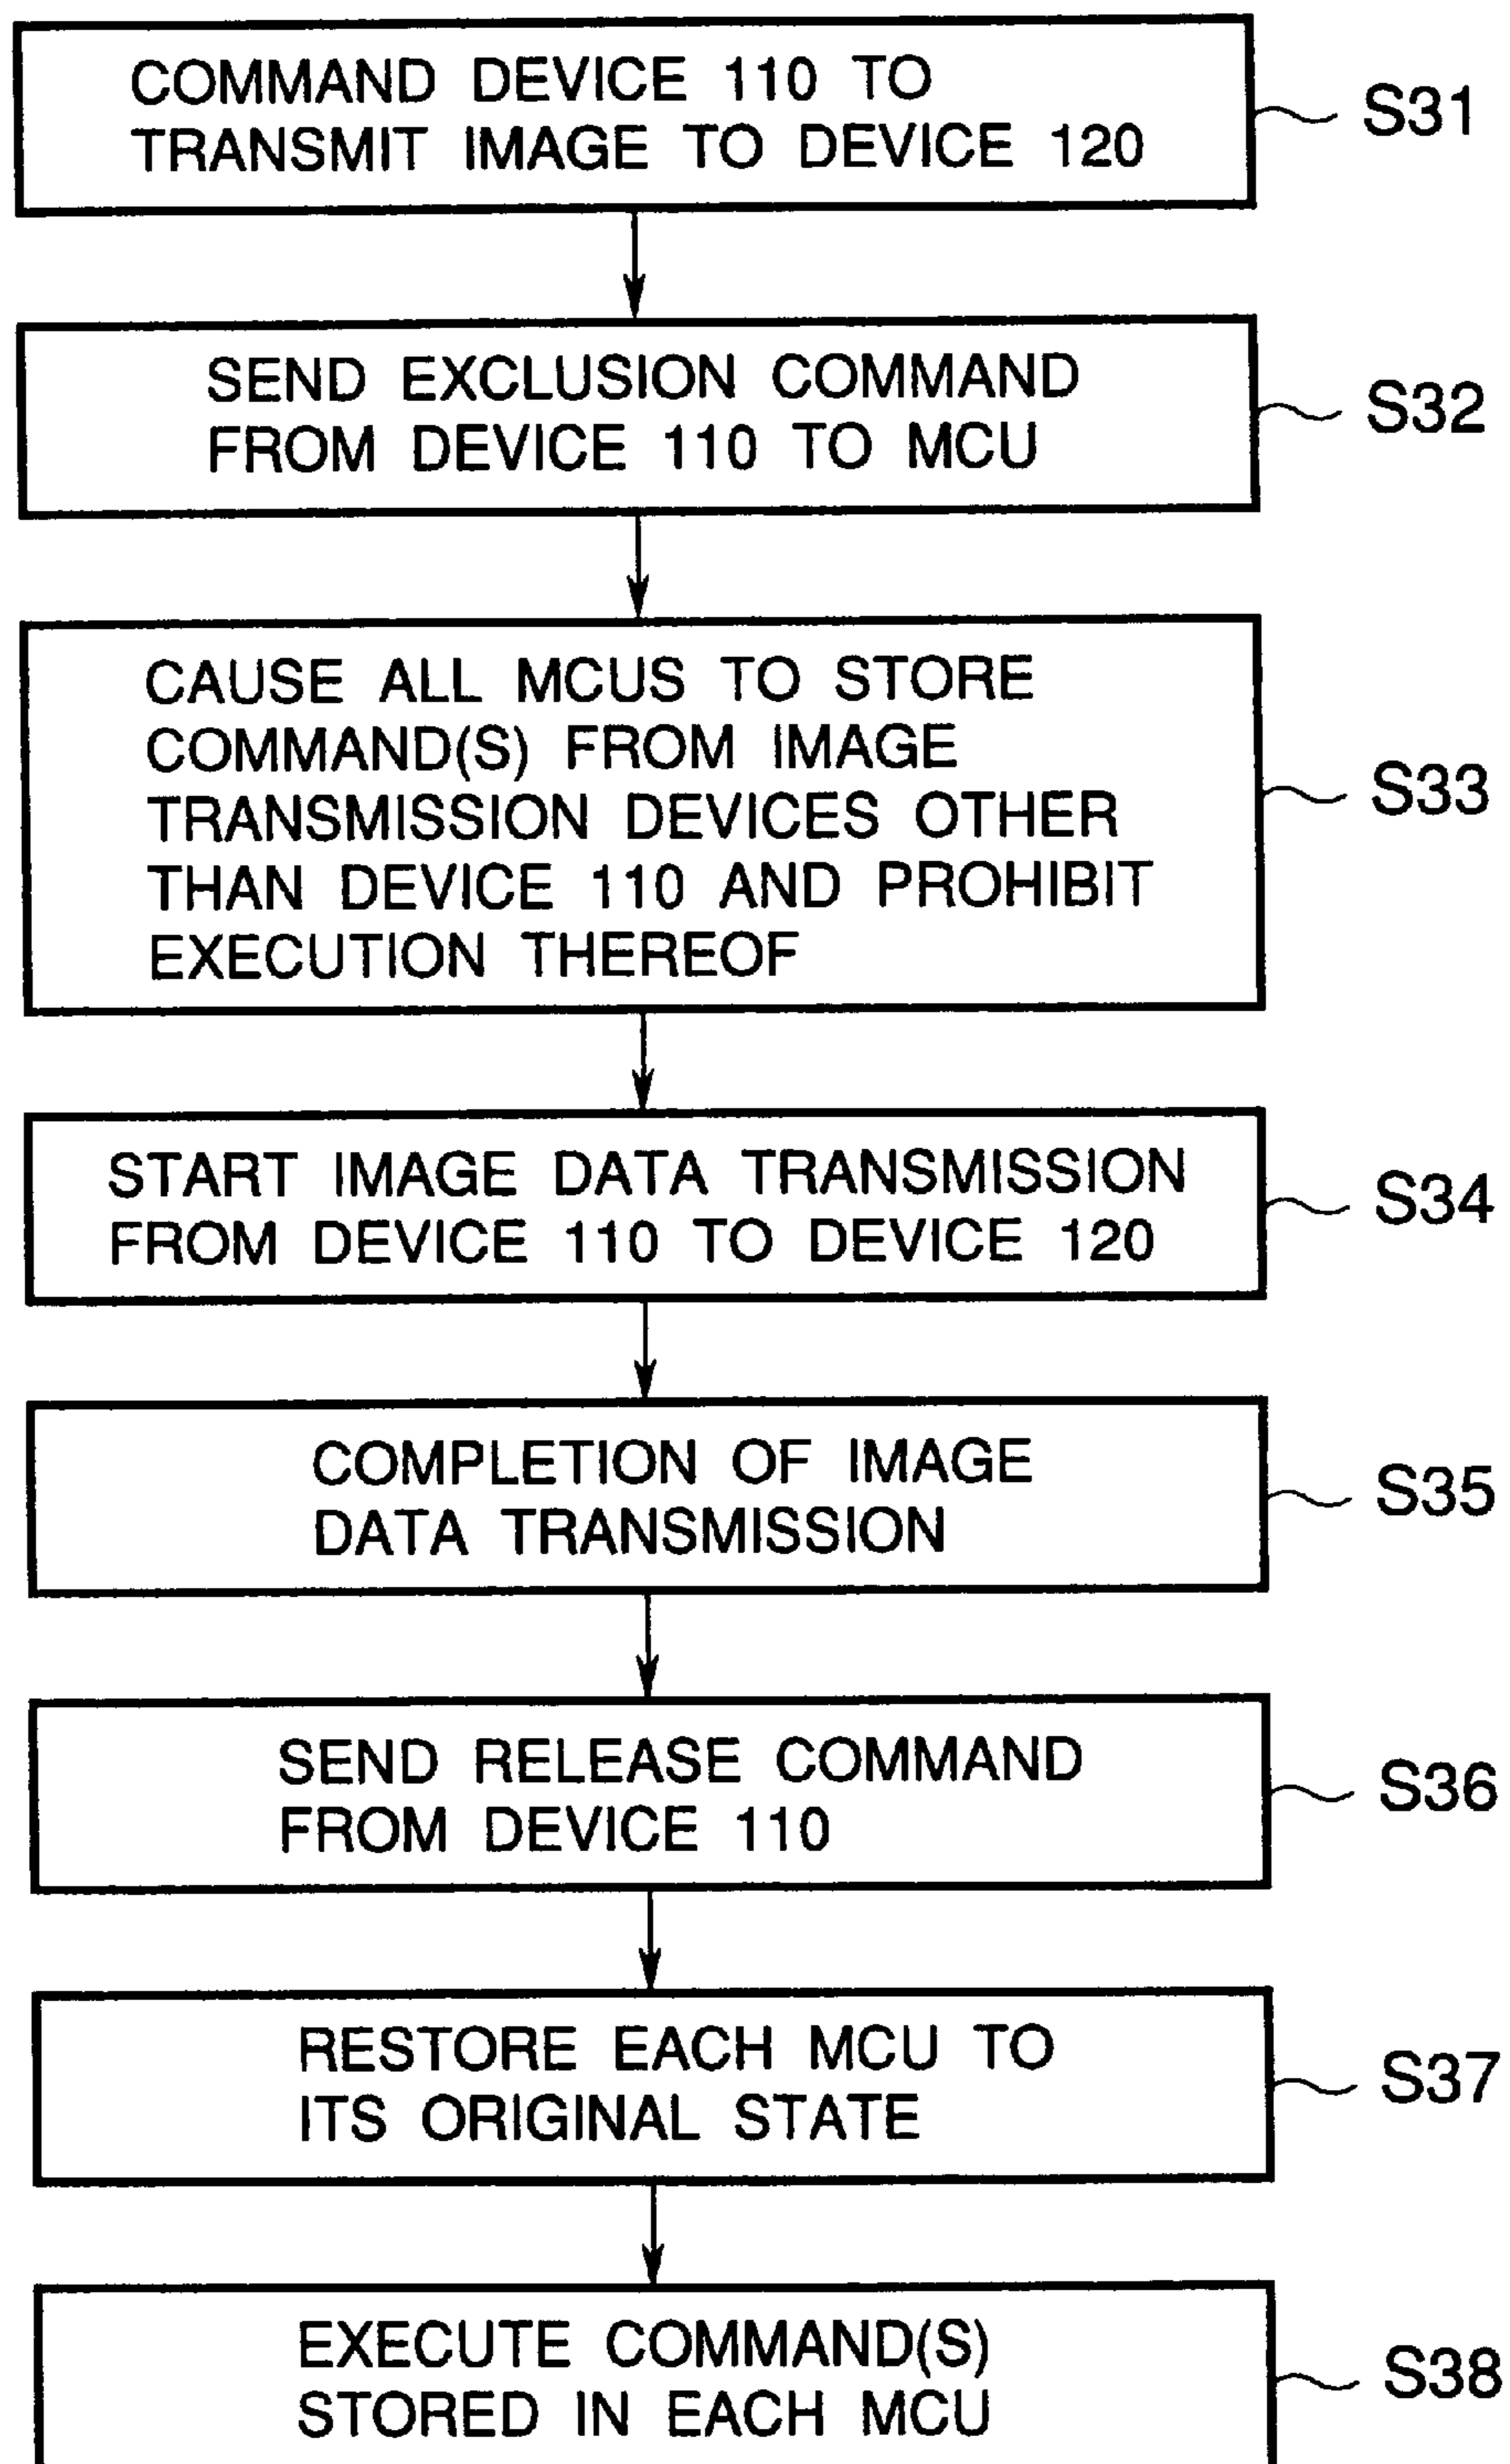 COMMAND DEVICE 110 TO
TRANSMIT IMAGE TO DEVICE 120
S31
SEND EXCLUSION COMMAND
FROM DEVICE 110 TO MCU
S32
CAUSE ALL MCUS TO STORE
COMMAND(S) FROM IMAGE
TRANSMISSION DEVICES OTHER
THAN DEVICE 110 AND PROHIBIT
EXECUTION THEREOF
S33
START IMAGE DATA TRANSMISSION
FROM DEVICE 110 TO DEVICE 120
S34
COMPLETION OF IMAGE
DATA TRANSMISSION
S35
SEND RELEASE COMMAND
FROM DEVICE 110
S36
RESTORE EACH MCU TO
ITS ORIGINAL STATE
S37
EXECUTE COMMAND(S)
STORED IN EACH MCU
S38